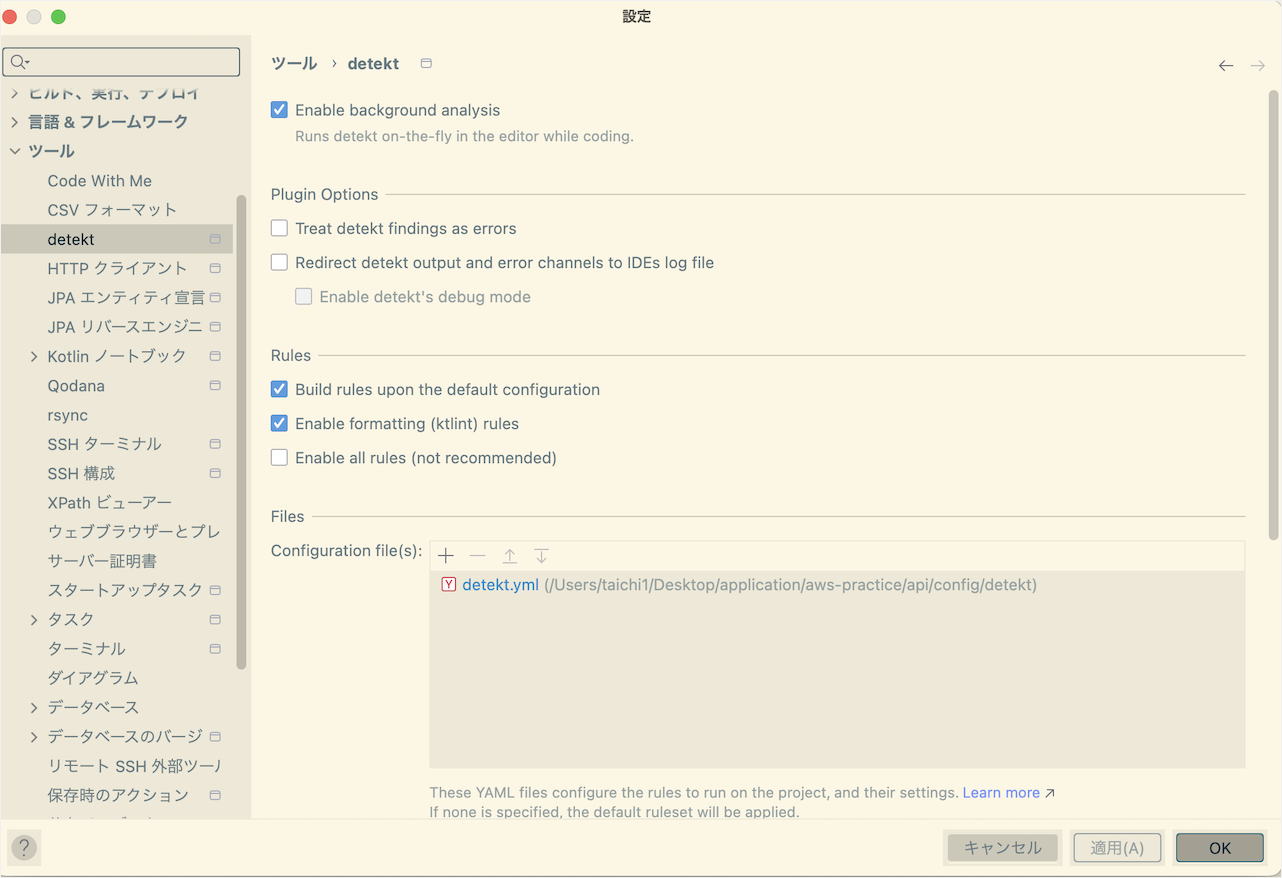 設定
ツール › detekt
ビルド、実行、デプロイ
言語 & フレームワーク
ツール
Code With Me
CSV フォーマット
detekt
HTTP クライアント
JPA エンティティ宣言
JPA リバースエンジニ
Kotlin ノートブック
Qodana
rsync
SSH ターミナル
SSH 構成
XPath ビューアー
ウェブブラウザーとプレ
サーバー証明書
スタートアップタスク
タスク
ターミナル
ダイアグラム
データベース
データベースのバージ
リモート SSH 外部ツール
保存時のアクション
Enable background analysis
Runs detekt on-the-fly in the editor while coding.
Plugin Options
Treat detekt findings as errors
Redirect detekt output and error channels to IDEs log file
Enable detekt's debug mode
Rules
Build rules upon the default configuration
Enable formatting (ktlint) rules
Enable all rules (not recommended)
Files
Configuration file(s):
Y detekt.yml (/Users/taichi1/Desktop/application/aws-practice/api/config/detekt)
These YAML files configure the rules to run on the project, and their settings. Learn more ↗
If none is specified, the default ruleset will be applied.
?
キャンセル
適用(A)
OK